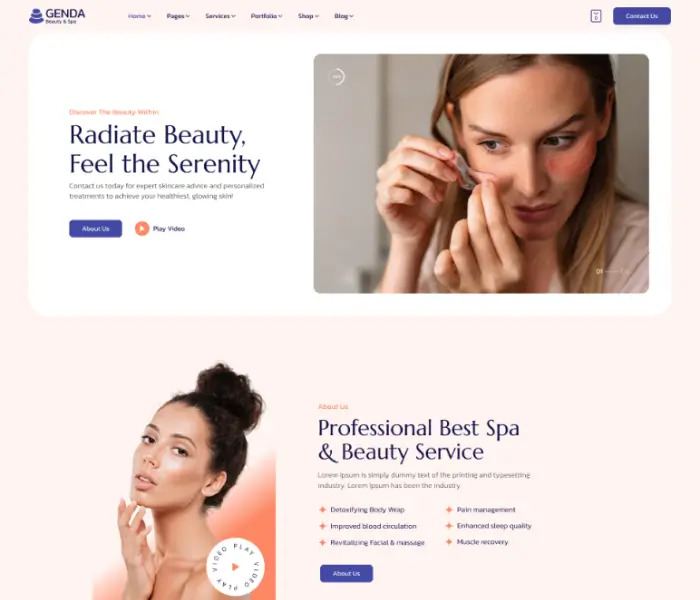 GENDA
Beauty & Spa
Home Pages Services Portfolio Shop Blog
0
Contact Us
Discover The Beauty Within
Radiate Beauty,
Feel the Serenity
Contact us today for expert skincare advice and personalized
treatments to achieve your healthiest, glowing skin!
About Us Play Video
01
About Us
Professional Best Spa
& Beauty Service
Lorem Ipsum is simply dummy text of the printing and typesetting
industry. Lorem Ipsum has been the industry
Detoxifying Body Wrap Pain management
Improved blood circulation Enhanced sleep quality
Revitalizing Facial & massage Muscle recovery
PLAY VIDEO PLAY VIDEO
About Us